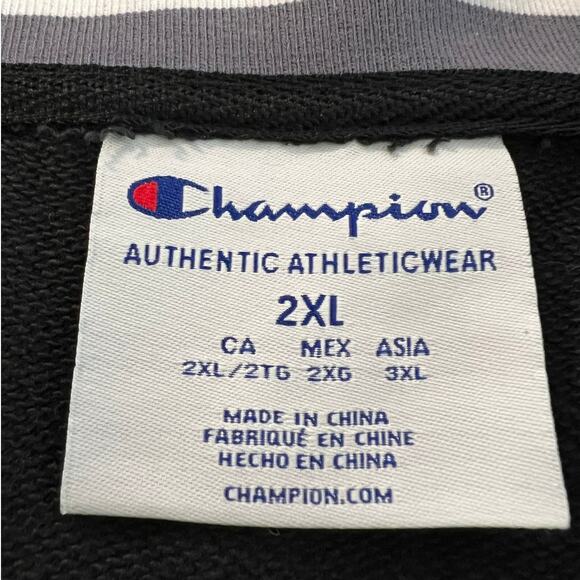 Champion®
AUTHENTIC ATHLETICWEAR
2XL
CA MEX ASIA
2XL/2TG 2XG 3XL
MADE IN CHINA
FABRIQUÉ EN CHINE
HECHO EN CHINA
CHAMPION.COM